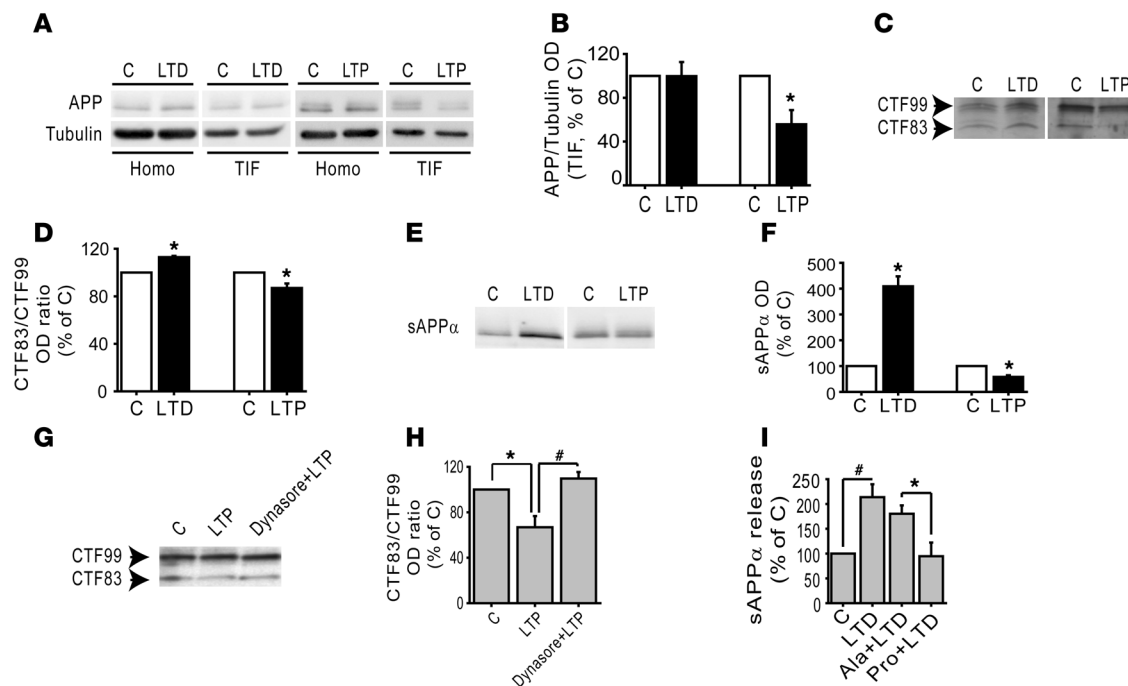 A
C LTD C LTD C LTP C LTP
APP
Tubulin
Homo TIF Homo TIF
B
APP/Tubulin OD
(TIF, % of C)
120
80
40
0
*
C LTD C LTP
C
C LTD C LTP
CTF99
CTF83
D
CTF83/CTF99
OD ratio
(% of C)
120
80
40
0
* *
C LTD C LTP
E
C LTD C LTP
sAPPα
F
sAPPα OD
(% of C)
500
400
300
200
100
0
* *
C LTD C LTP
G
C LTP Dynasore+LTP
CTF99
CTF83
H
CTF83/CTF99
OD ratio
(% of C)
120
80
40
0
* #
C LTP Dynasore+LTP
I
sAPPα release
(% of C)
250
200
150
100
50
0
# *
C LTD Ala+LTD Pro+LTD